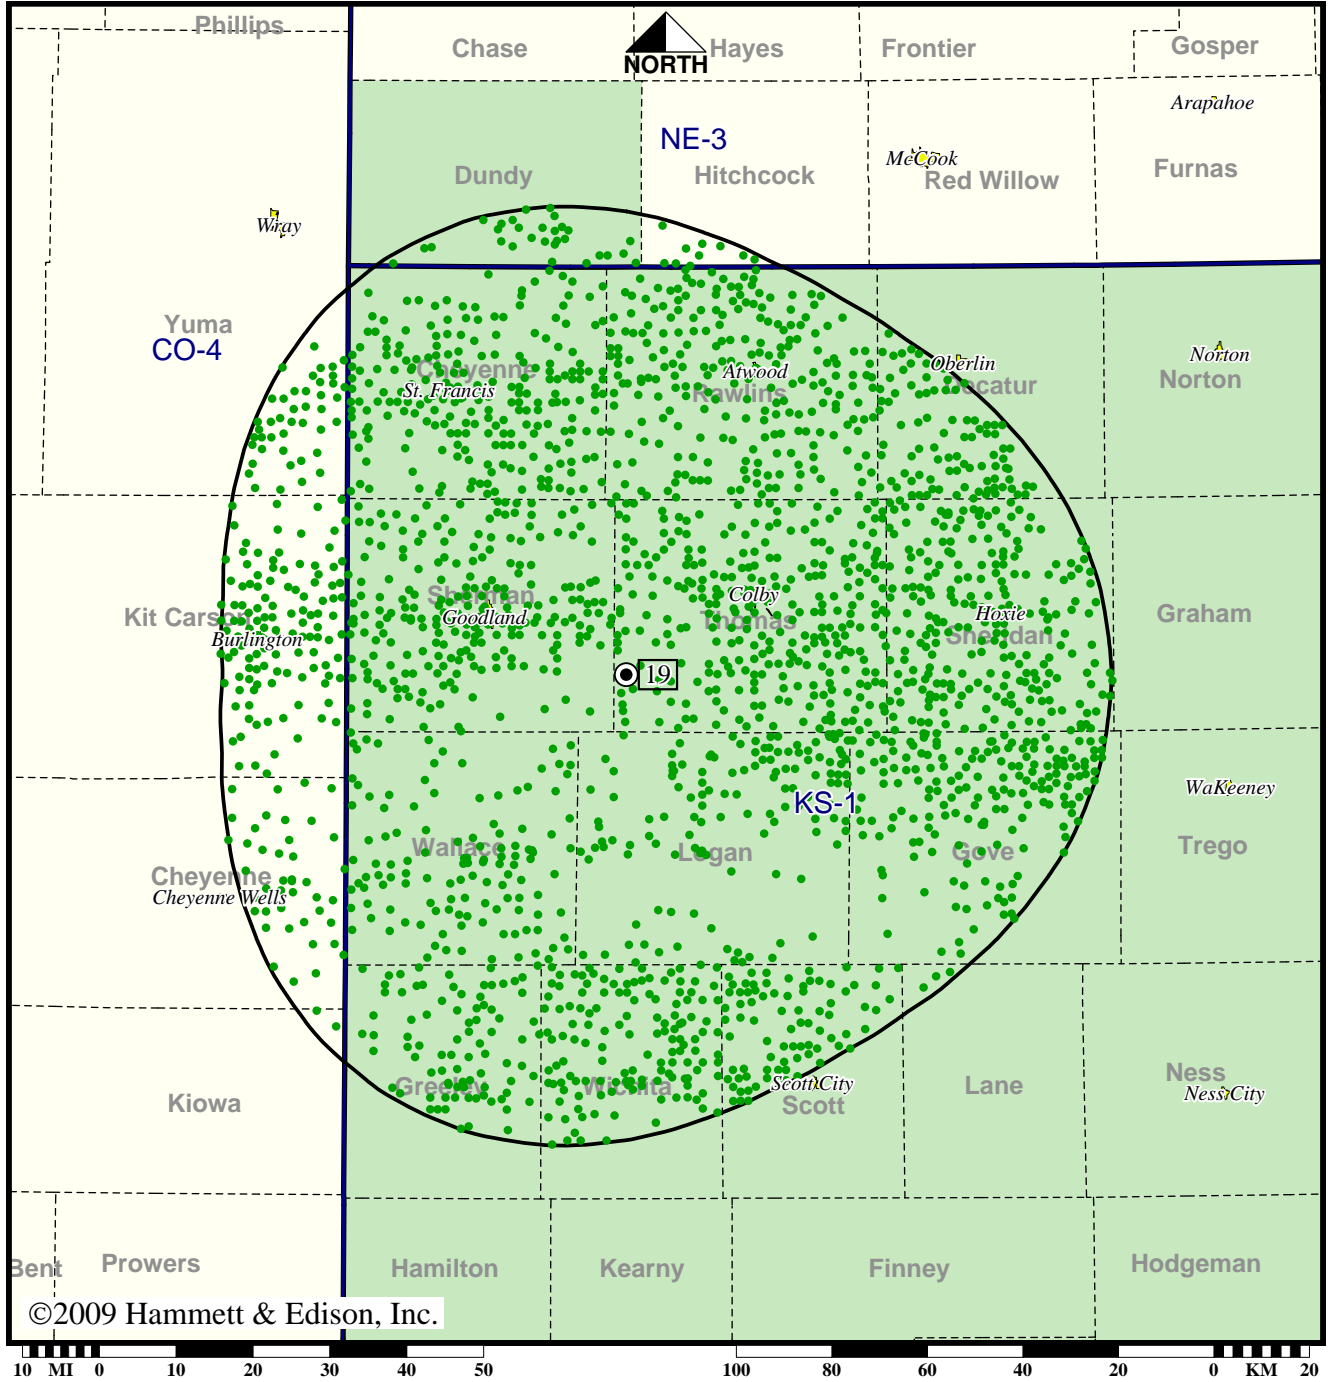 Phillips
Chase
Hayes
Frontier
Gosper
NORTH
Arapahoe
NE-3
McCook
Dundy
Hitchcock
Red Willow
Furnas
Wray
Yuma
CO-4
Cheyenne
St. Francis
Atwood
Rawlins
Oberlin
Decatur
Norton
Norton
Kit Carson
Burlington
Sherman
Goodland
Colby
Thomas
Hoxie
Sheridan
Graham
19
KS-1
WaKeeney
Wallace
Logan
Gove
Trego
Cheyenne
Cheyenne Wells
Kiowa
Greeley
Wichita
Scott City
Scott
Lane
Ness
Ness City
Bent
Prowers
Hamilton
Kearny
Finney
Hodgeman
©2009 Hammett & Edison, Inc.
10 MI 0 10 20 30 40 50 100 80 60 40 20 0 KM 20